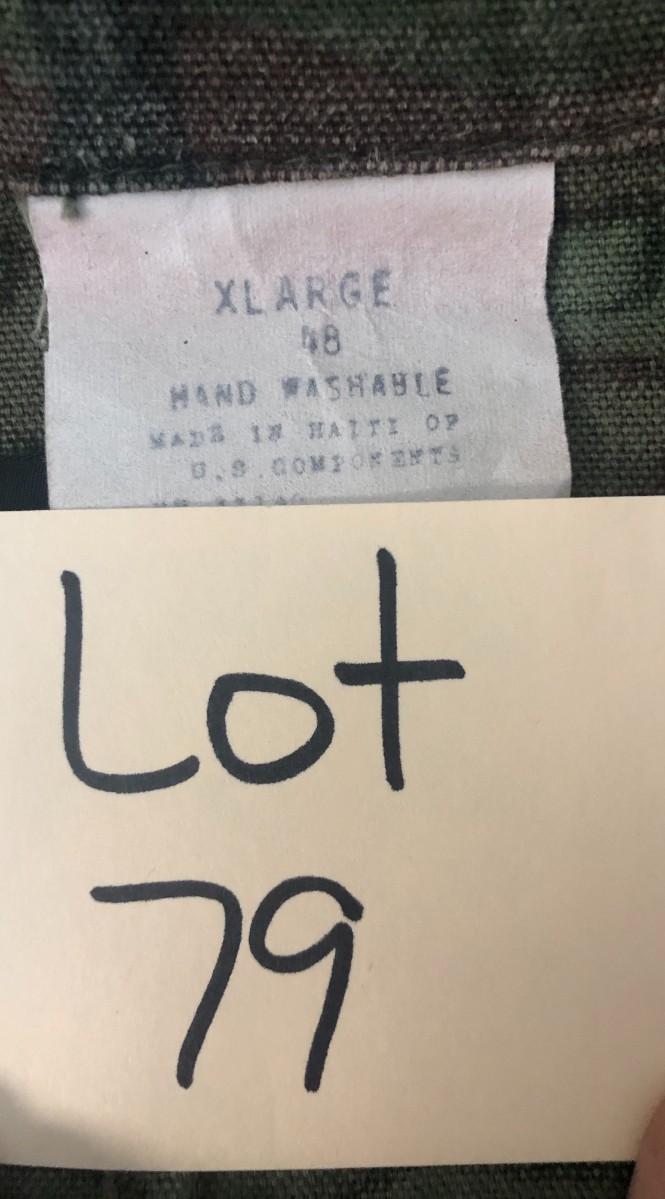 XLARGE
48
HAND WASHABLE
MADE IN HAITI OF
U.S. COMPONENTS
Lot
79